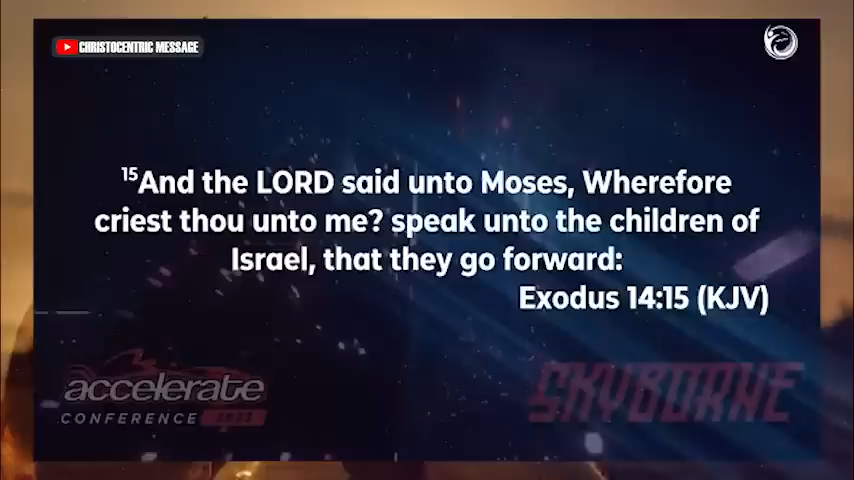 CHRISTOCENTRIC MESSAGE
15And the LORD said unto Moses, Wherefore
criest thou unto me? speak unto the children of
Israel, that they go forward:
Exodus 14:15 (KJV)
accelerate
CONFERENCE
SKYBORNE